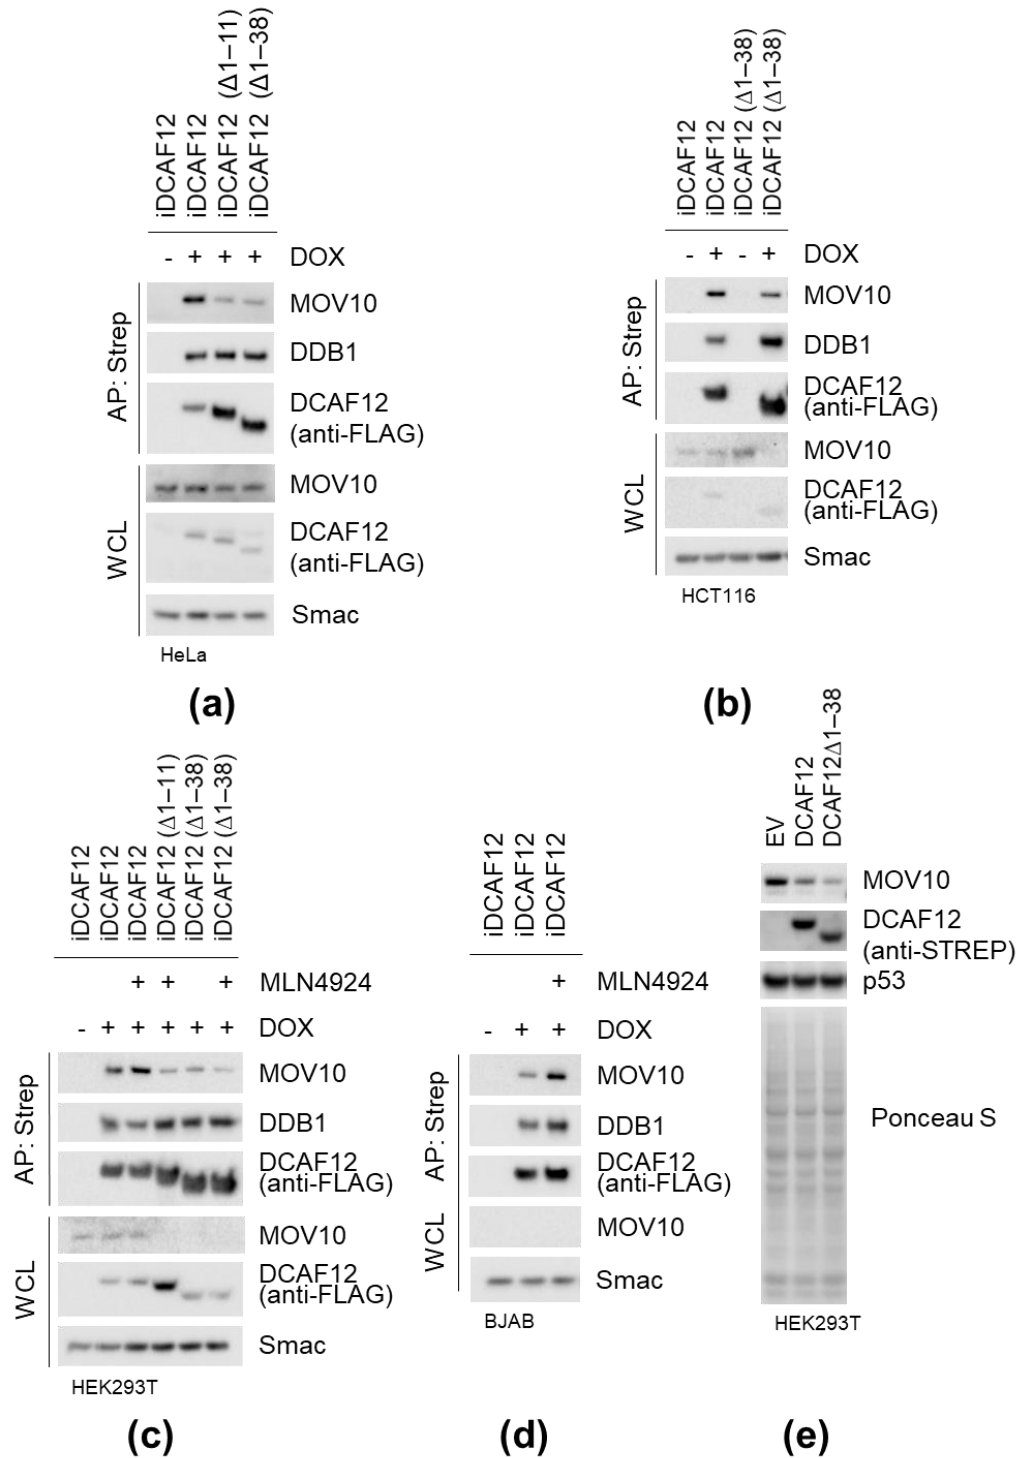 iDCAF12
iDCAF12
iDCAF12 (Δ1–11)
iDCAF12 (Δ1–38)
- + + + DOX
AP: Strep
MOV10
DDB1
DCAF12
(anti-FLAG)
WCL
MOV10
DCAF12
(anti-FLAG)
Smac
HeLa
(a)
iDCAF12
iDCAF12
iDCAF12 (Δ1–38)
iDCAF12 (Δ1–38)
- + - + DOX
AP: Strep
MOV10
DDB1
DCAF12
(anti-FLAG)
WCL
MOV10
DCAF12
(anti-FLAG)
Smac
HCT116
(b)
iDCAF12
iDCAF12
iDCAF12
iDCAF12 (Δ1–11)
iDCAF12 (Δ1–38)
iDCAF12 (Δ1–38)
+ + + MLN4924
- + + + + + DOX
AP: Strep
MOV10
DDB1
DCAF12
(anti-FLAG)
WCL
MOV10
DCAF12
(anti-FLAG)
Smac
HEK293T
(c)
iDCAF12
iDCAF12
iDCAF12
+ MLN4924
- + + DOX
AP: Strep
MOV10
DDB1
DCAF12
(anti-FLAG)
WCL
MOV10
Smac
BJAB
(d)
EV
DCAF12
DCAF12Δ1–38
MOV10
DCAF12
(anti-STREP)
p53
Ponceau S
HEK293T
(e)